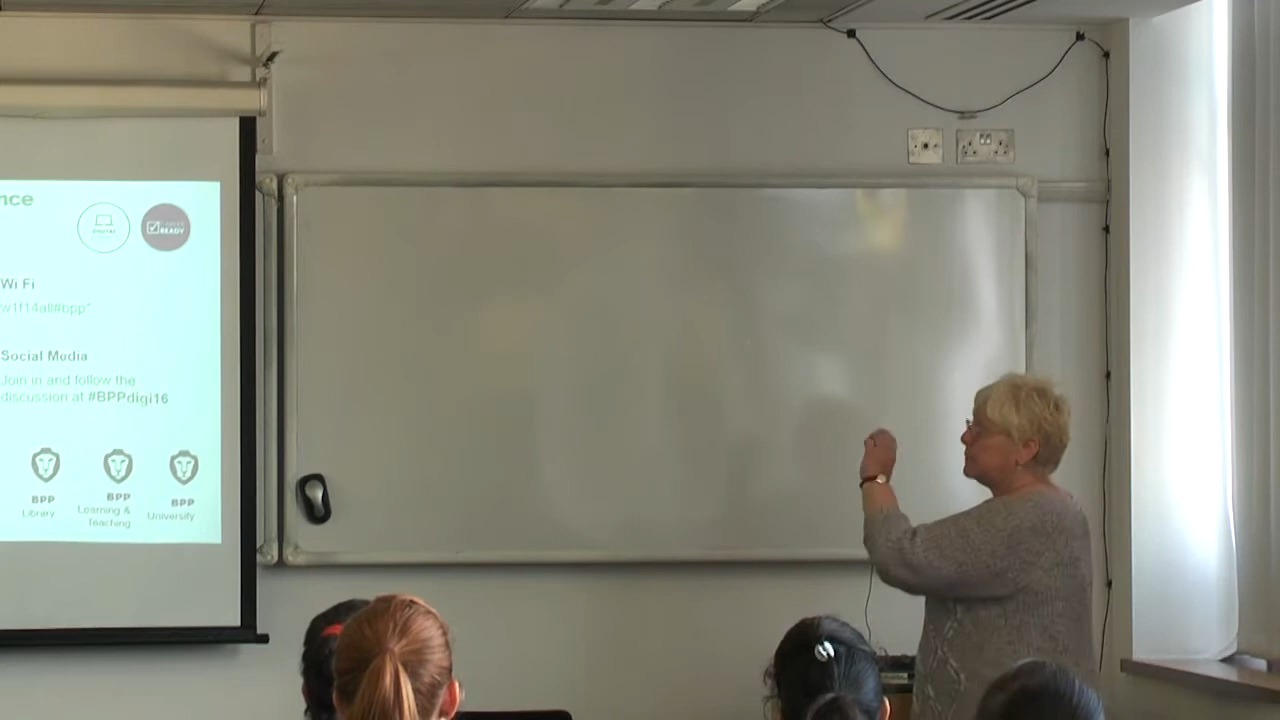 nce
DIGITAL
READY
Wi Fi
w1f14all#bpp*
Social Media
Join in and follow the
discussion at #BPPdigi16
BPP
Library
BPP
Learning &
Teaching
BPP
University